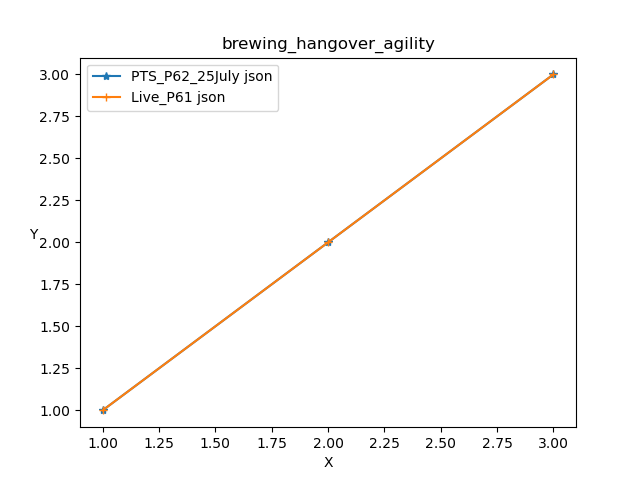 brewing_hangover_agility
PTS_P62_25July json
Live_P61 json
3.00
2.75
2.50
2.25
Y
2.00
1.75
1.50
1.25
1.00
1.00 1.25 1.50 1.75 2.00 2.25 2.50 2.75 3.00
X